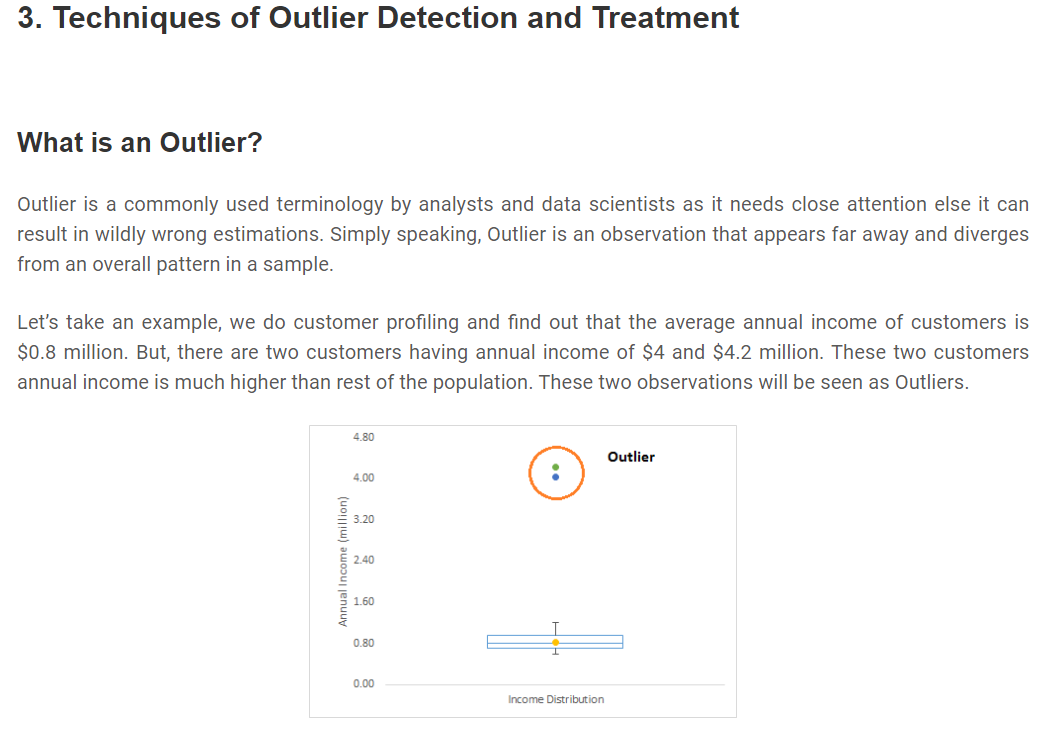 3. Techniques of Outlier Detection and Treatment
What is an Outlier?
Outlier is a commonly used terminology by analysts and data scientists as it needs close attention else it can
result in wildly wrong estimations. Simply speaking, Outlier is an observation that appears far away and diverges
from an overall pattern in a sample.
Let’s take an example, we do customer profiling and find out that the average annual income of customers is
$0.8 million. But, there are two customers having annual income of $4 and $4.2 million. These two customers
annual income is much higher than rest of the population. These two observations will be seen as Outliers.
4.80
Outlier
4.00
3.20
2.40
1.60
0.80
0.00
Annual Income (million)
Income Distribution